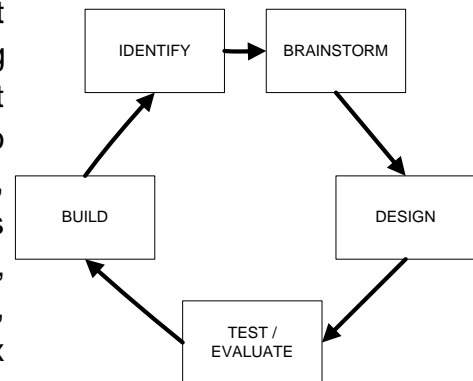 IDENTIFY
BRAINSTORM
DESIGN
TEST /
EVALUATE
BUILD